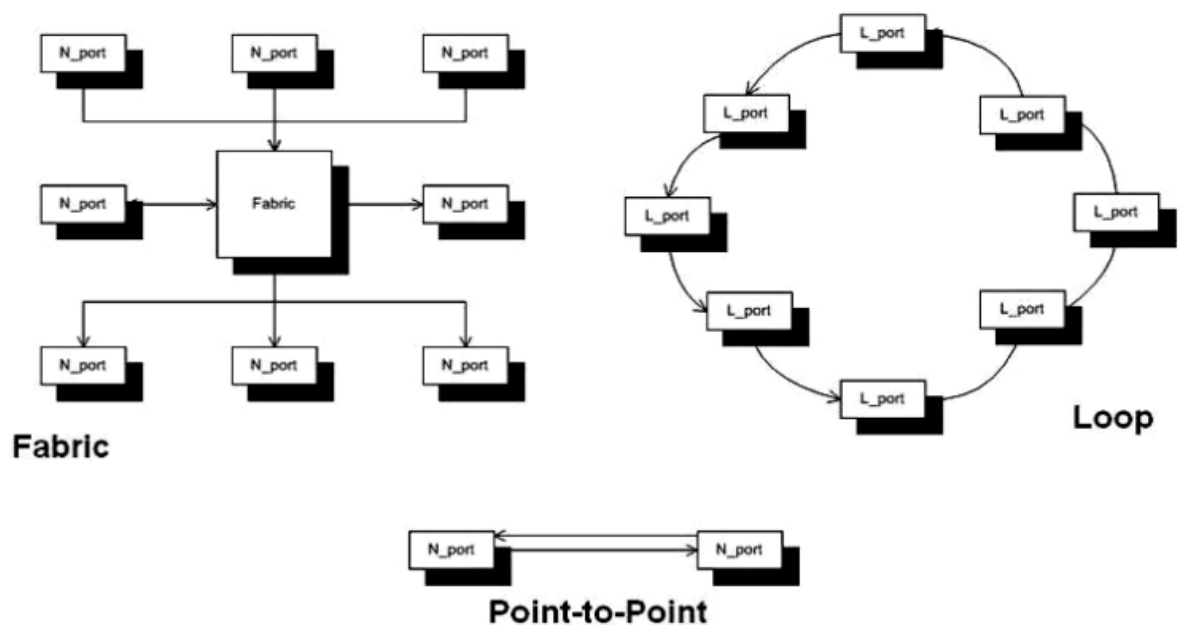 N_port N_port N_port
N_port Fabric N_port
N_port N_port N_port
Fabric
L_port
L_port L_port
L_port L_port
L_port L_port
L_port
Loop
N_port N_port
Point-to-Point